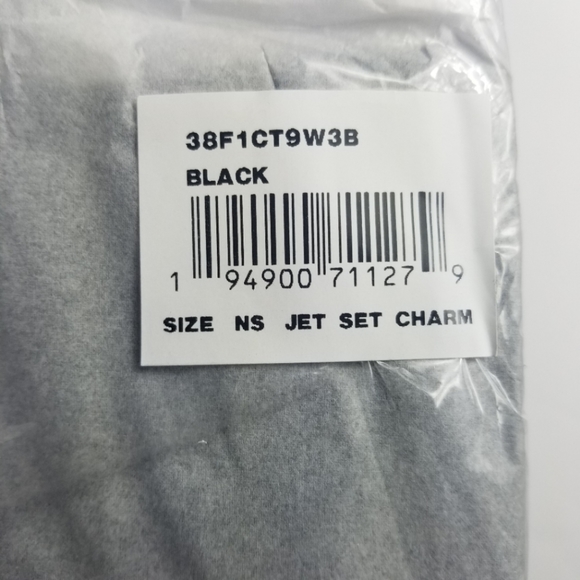 38F1CT9W3B
BLACK
1 94900 71127 9
SIZE NS JET SET CHARM